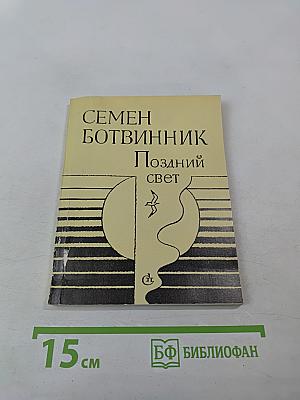 СЕМЕН
БОТВИННИК
Поздний
свет
15 см
БФ БИБЛИОФАН